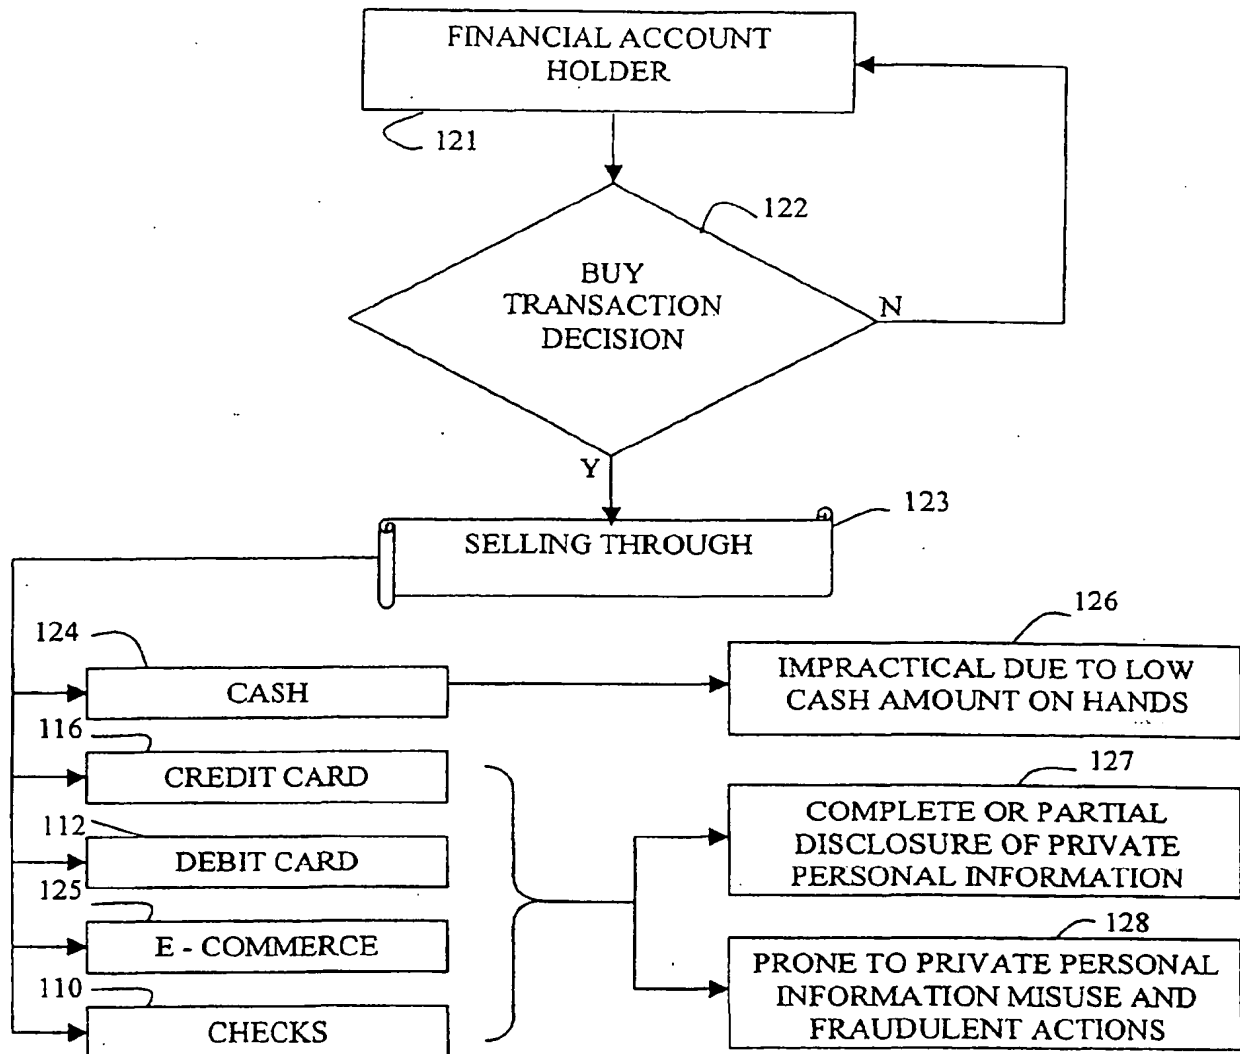 FINANCIAL ACCOUNT
HOLDER
121
122
BUY
TRANSACTION
DECISION
N
Y
123
SELLING THROUGH
124
CASH
126
IMPRACTICAL DUE TO LOW
CASH AMOUNT ON HANDS
116
CREDIT CARD
127
COMPLETE OR PARTIAL
DISCLOSURE OF PRIVATE
PERSONAL INFORMATION
112
DEBIT CARD
125
E - COMMERCE
128
PRONE TO PRIVATE PERSONAL
INFORMATION MISUSE AND
FRAUDULENT ACTIONS
110
CHECKS